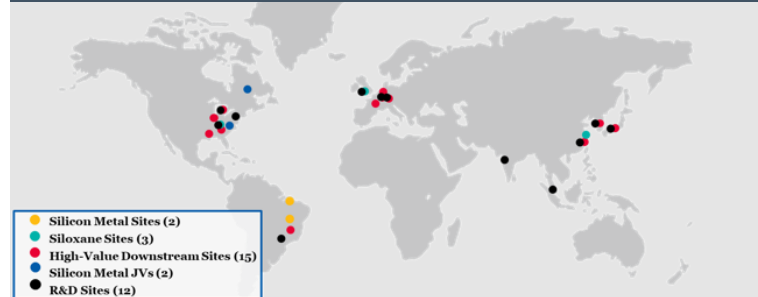 Silicon Metal Sites (2)
Siloxane Sites (3)
High-Value Downstream Sites (15)
Silicon Metal JVs (2)
R&D Sites (12)